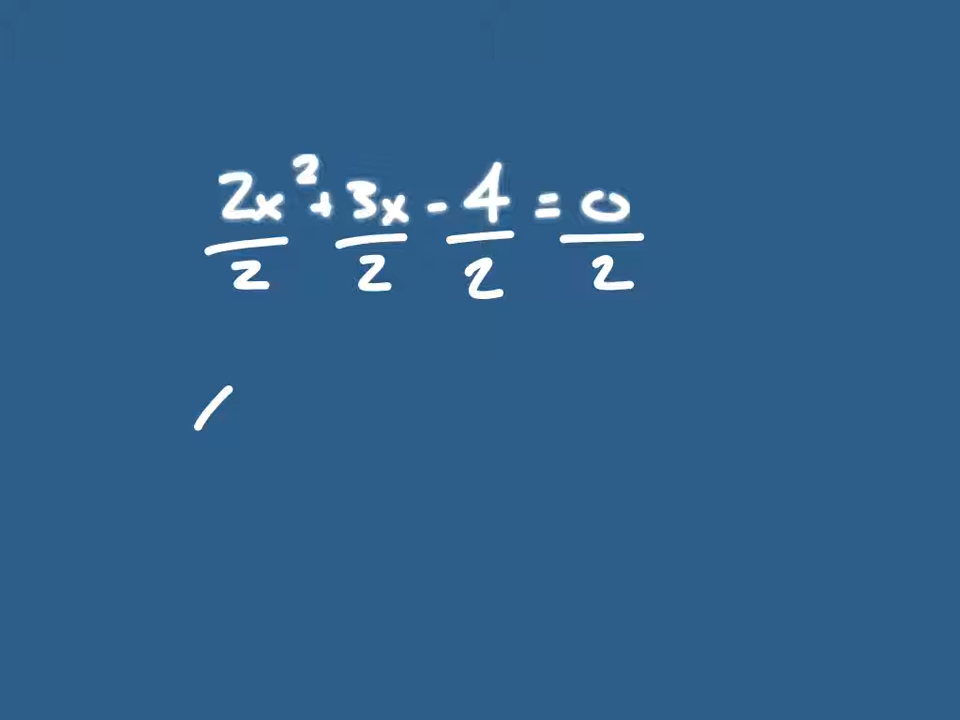 2x² + 3x - 4 = 0
2 2 2 2